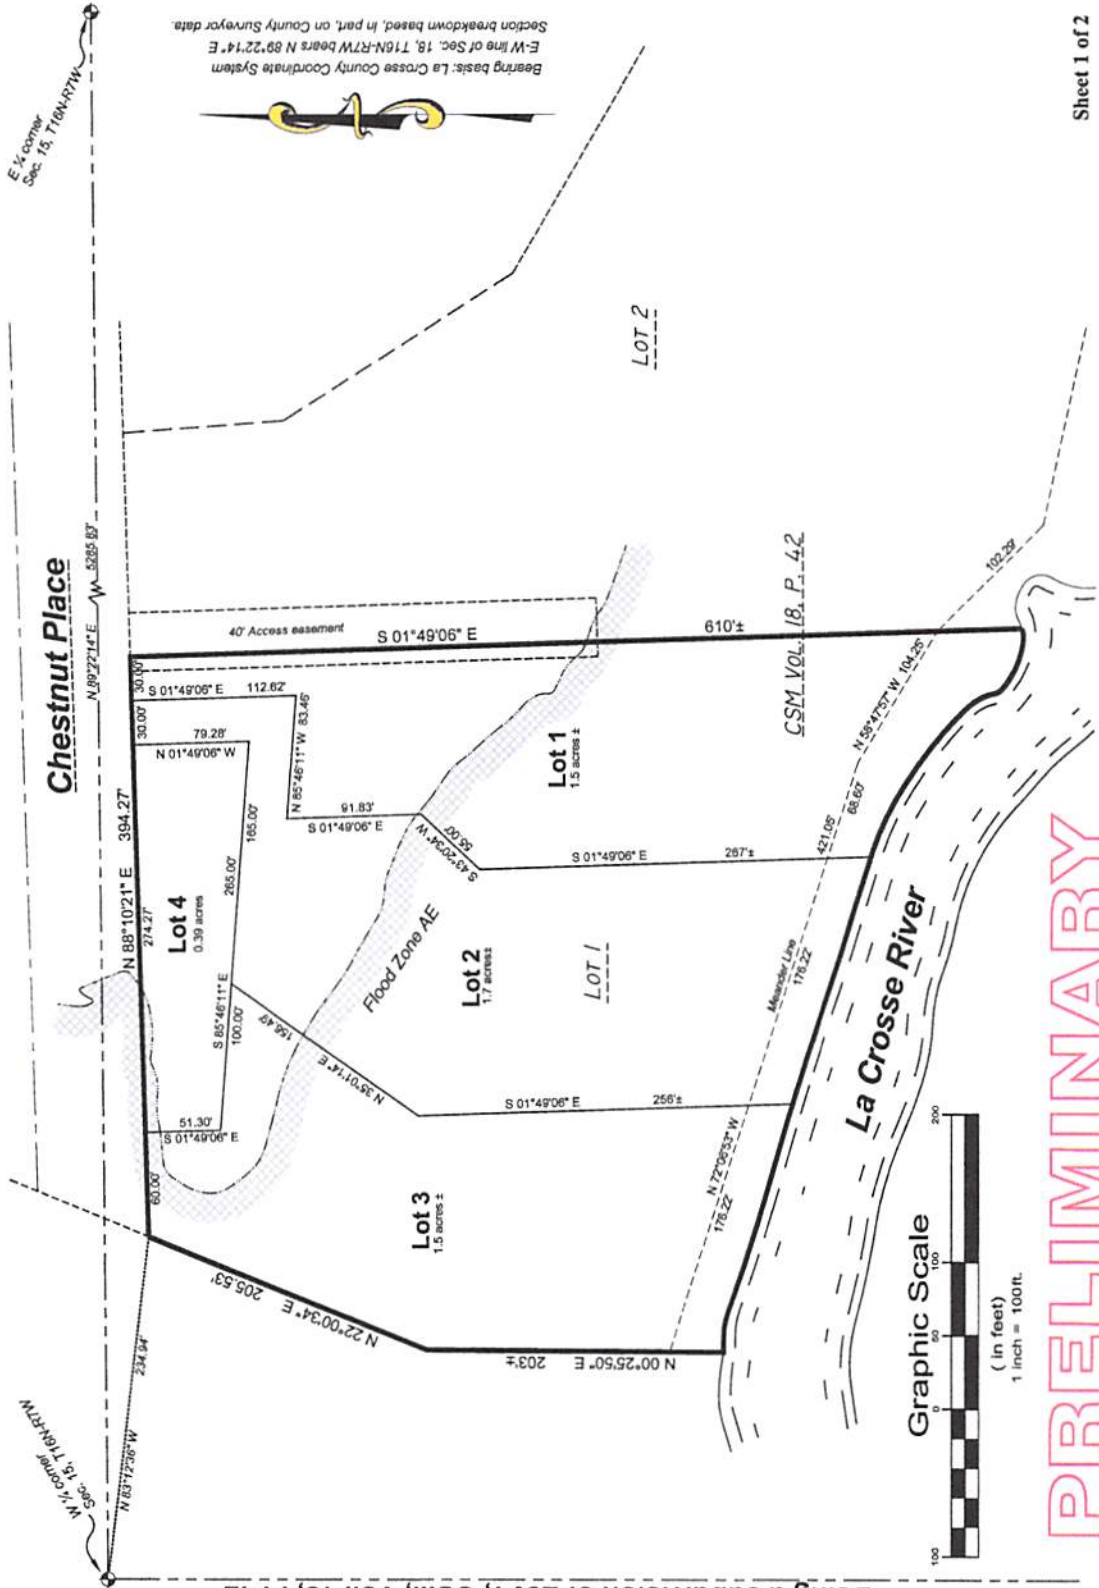 E ¼ corner
Sec. 15, T16N-R7W
Bearing basis: La Crosse County Coordinate System
E-W line of Sec. 18, T16N-R7W bears N 89°22'14" E
Section breakdown based, in part, on County Surveyor data.
Sheet 1 of 2
Chestnut Place
N 89°22'14" E 5265.83'
W ¼ corner
Sec. 15, T16N-R7W
N 83°12'36" W 234.94'
N 88°10'21" E 394.27'
60.00'
274.27'
30.00'
30.00'
40' Access easement
S 01°49'06" E 610'±
S 01°49'06" E 112.62'
79.28'
N 01°49'06" W
N 85°46'11" W 83.46'
165.00'
265.00'
S 85°46'11" E
100.00'
51.30'
S 01°49'06" E
Lot 4
0.39 acres
91.83'
S 01°49'06" E
S 43°20'34" W
55.00'
S 01°49'06" E 267'±
Lot 1
1.5 acres ±
N 35°01'14" E 156.49'
Flood Zone AE
Lot 2
1.7 acres±
LOT 1
S 01°49'06" E 256'±
Lot 3
1.5 acres ±
N 22°00'34" E 205.53'
N 00°25'50" E 203'±
LOT 2
CSM VOL. 18, P. 42
102.29'
N 58°47'57" W 104.25'
68.60'
421.05'
Meander Line
176.22'
N 72°06'53" W
176.22'
La Crosse River
Graphic Scale
100 0 50 100 200
( in feet)
1 inch = 100ft.
PRELIMINARY